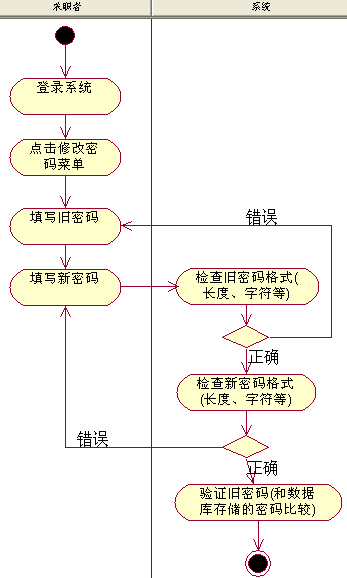 求职者
系统
登录系统
点击修改密
码菜单
填写旧密码
错误
填写新密码
检查旧密码格式(
长度、字符等)
正确
检查新密码格式
(长度、字符等)
错误
正确
验证旧密码(和数据
库存储的密码比较)